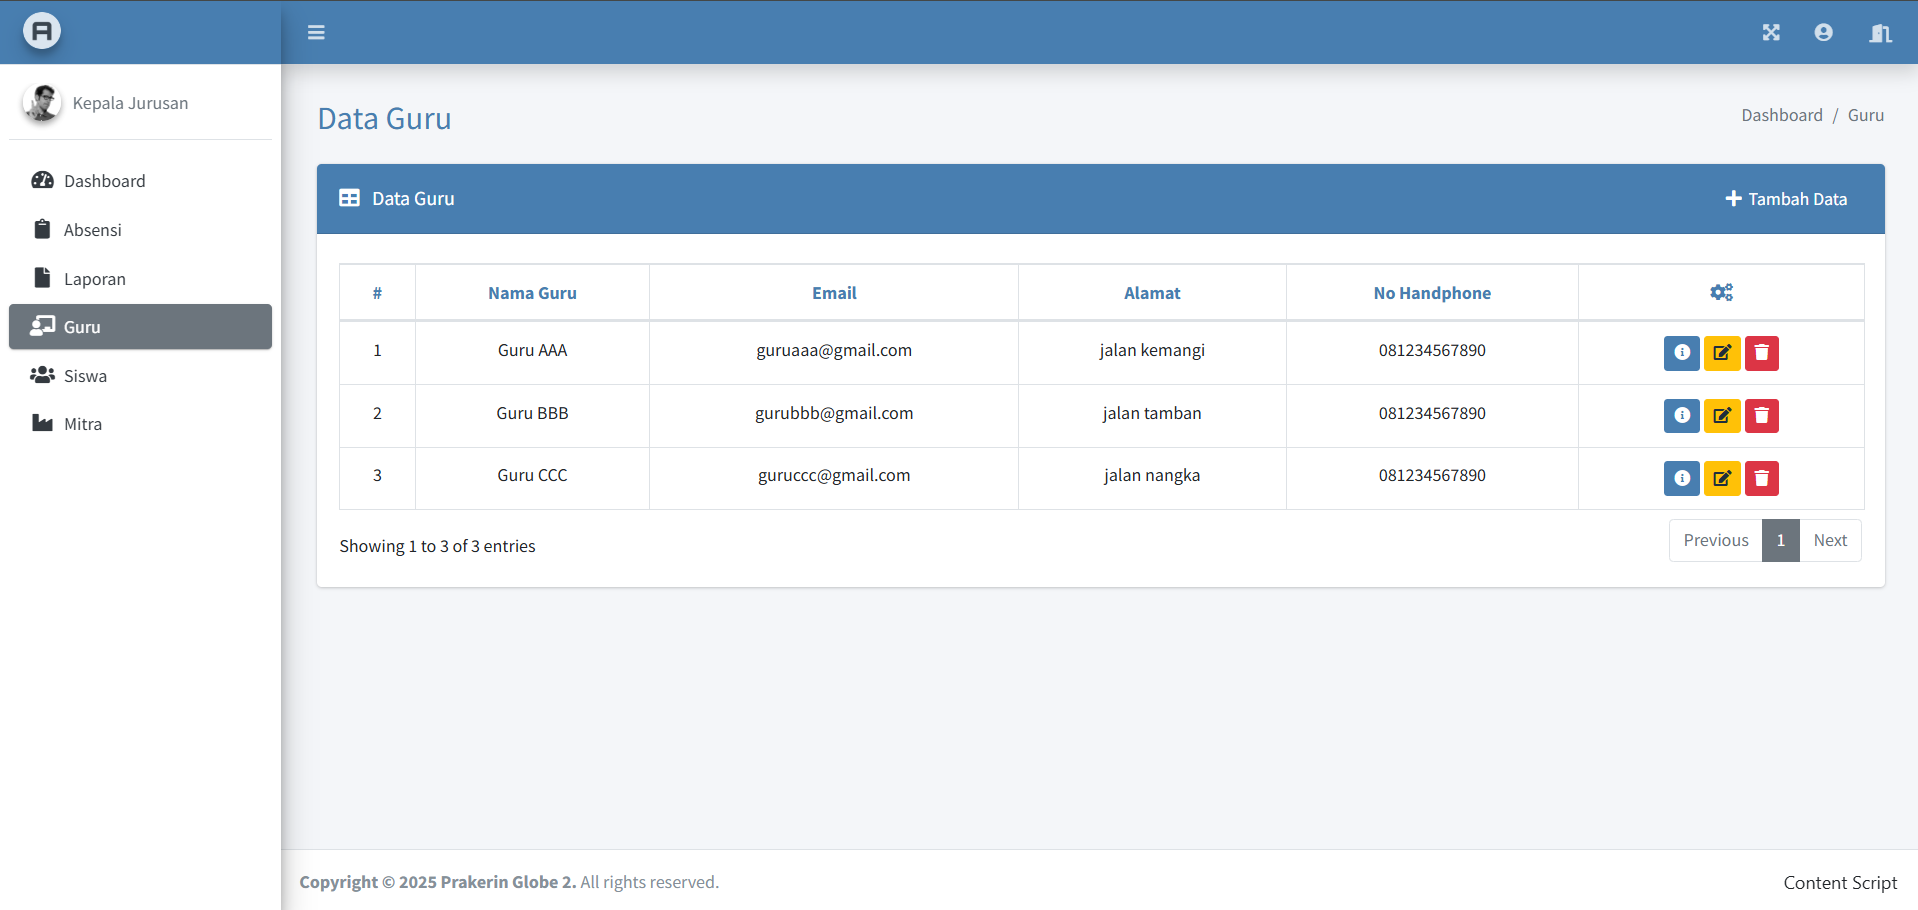 Kepala Jurusan
Dashboard
Absensi
Laporan
Guru
Siswa
Mitra
Data Guru
Dashboard / Guru
Data Guru
Tambah Data
# Nama Guru Email Alamat No Handphone
1 Guru AAA guruaaa@gmail.com jalan kemangi 081234567890
2 Guru BBB gurubbb@gmail.com jalan tamban 081234567890
3 Guru CCC guruccc@gmail.com jalan nangka 081234567890
Showing 1 to 3 of 3 entries
Previous 1 Next
Copyright © 2025 Prakerin Globe 2. All rights reserved.
Content Script